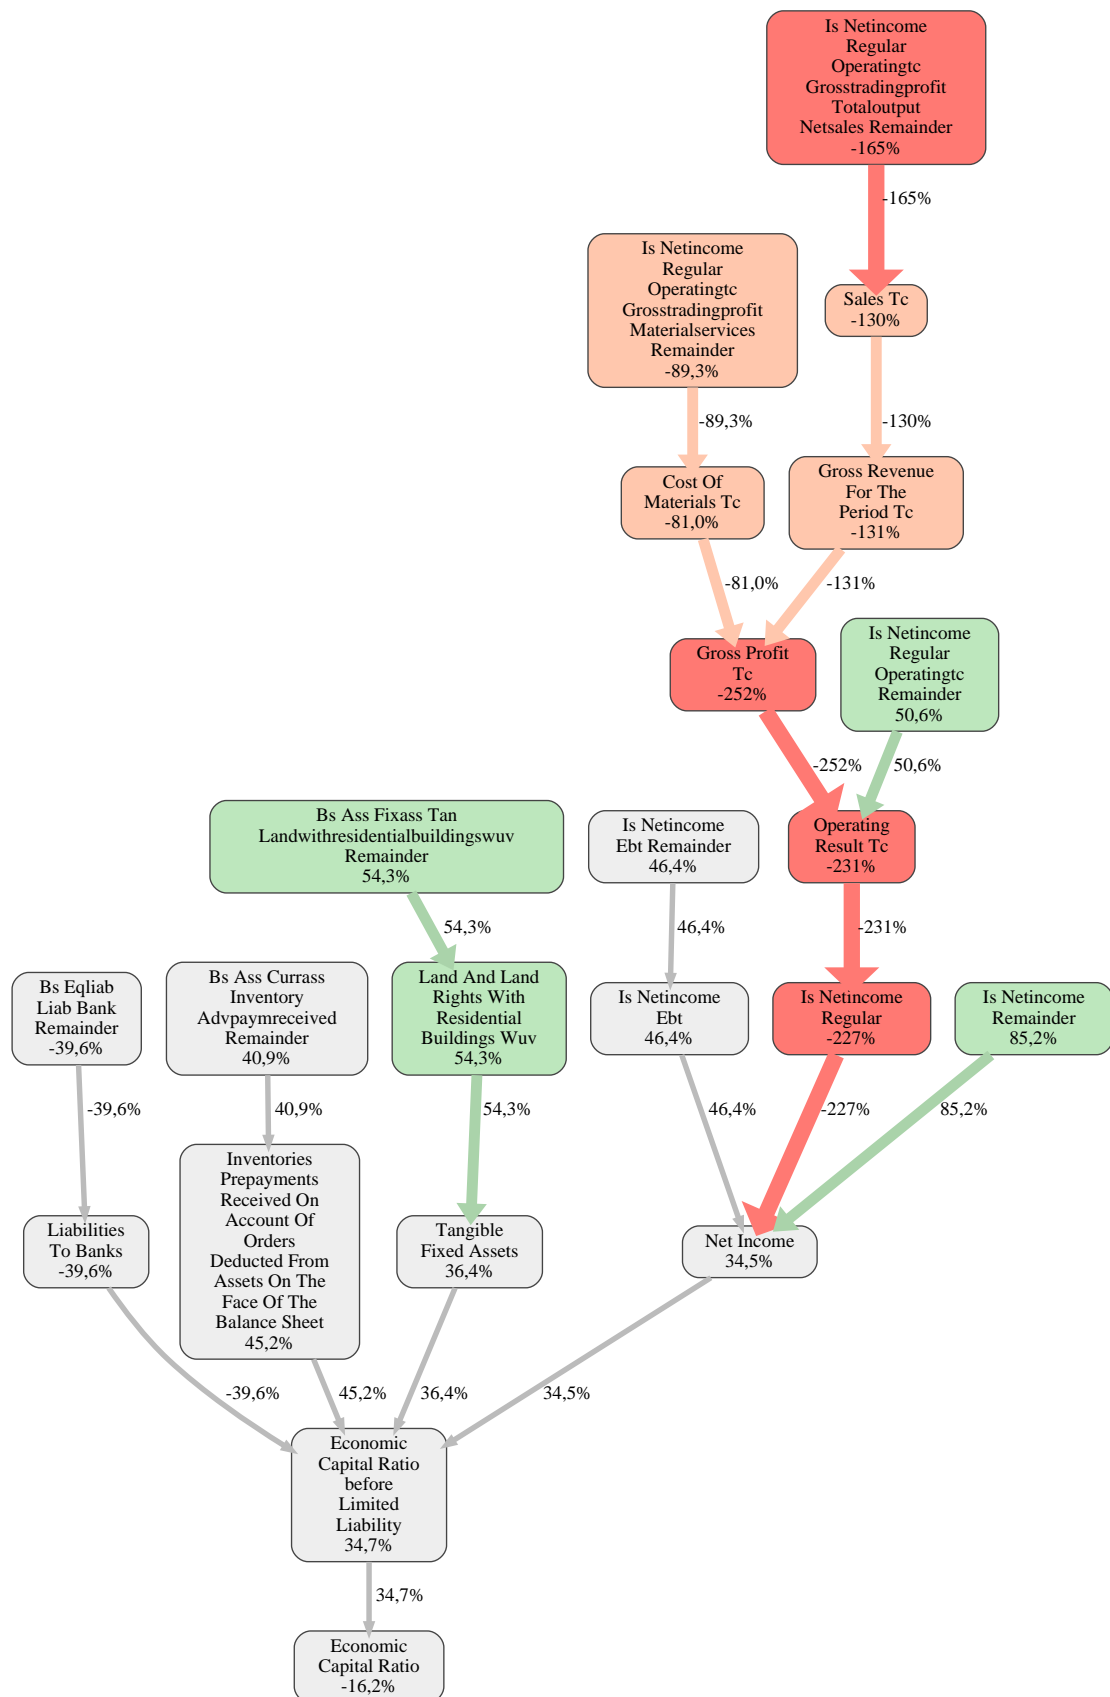 Is Netincome
Regular
Operatingtc
Grosstradingprofit
Totaloutput
Netsales Remainder
-165%
-165%
Is Netincome
Regular
Operatingtc
Grosstradingprofit
Materialservices
Remainder
-89,3%
Sales Tc
-130%
-89,3%
-130%
Cost Of
Materials Tc
-81,0%
Gross Revenue
For The
Period Tc
-131%
-81,0%
-131%
Gross Profit
Tc
-252%
Is Netincome
Regular
Operatingtc
Remainder
50,6%
-252%
50,6%
Bs Ass Fixass Tan
Landwithresidentialbuildingswuv
Remainder
54,3%
Is Netincome
Ebt Remainder
46,4%
Operating
Result Tc
-231%
54,3%
46,4%
-231%
Bs Eqliab
Liab Bank
Remainder
-39,6%
Bs Ass Currass
Inventory
Advpaymreceived
Remainder
40,9%
Land And Land
Rights With
Residential
Buildings Wuv
54,3%
Is Netincome
Ebt
46,4%
Is Netincome
Regular
-227%
Is Netincome
Remainder
85,2%
-39,6%
40,9%
54,3%
46,4%
-227%
85,2%
Liabilities
To Banks
-39,6%
Inventories
Prepayments
Received On
Account Of
Orders
Deducted From
Assets On The
Face Of The
Balance Sheet
45,2%
Tangible
Fixed Assets
36,4%
Net Income
34,5%
-39,6%
45,2%
36,4%
34,5%
Economic
Capital Ratio
before
Limited
Liability
34,7%
34,7%
Economic
Capital Ratio
-16,2%